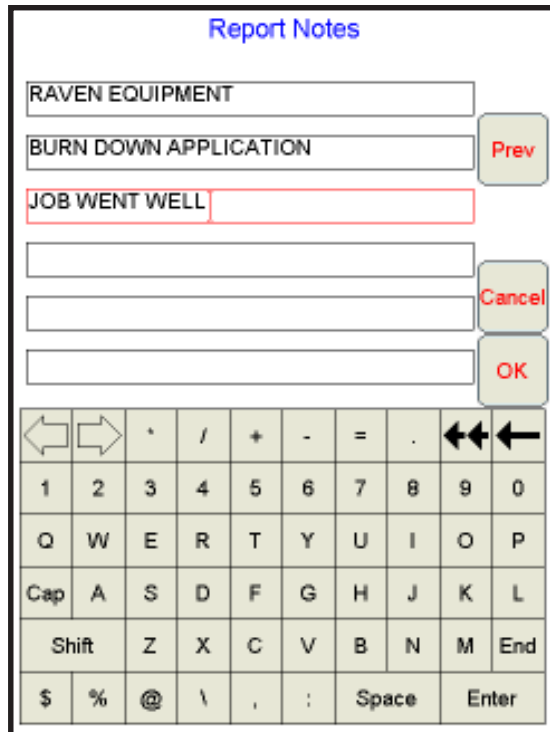 Report Notes
RAVEN EQUIPMENT
BURN DOWN APPLICATION
Prev
JOB WENT WELL
Cancel
OK
* / + - = .
1 2 3 4 5 6 7 8 9 0
Q W E R T Y U I O P
Cap A S D F G H J K L
Shift Z X C V B N M End
$ % @ \ , : Space Enter